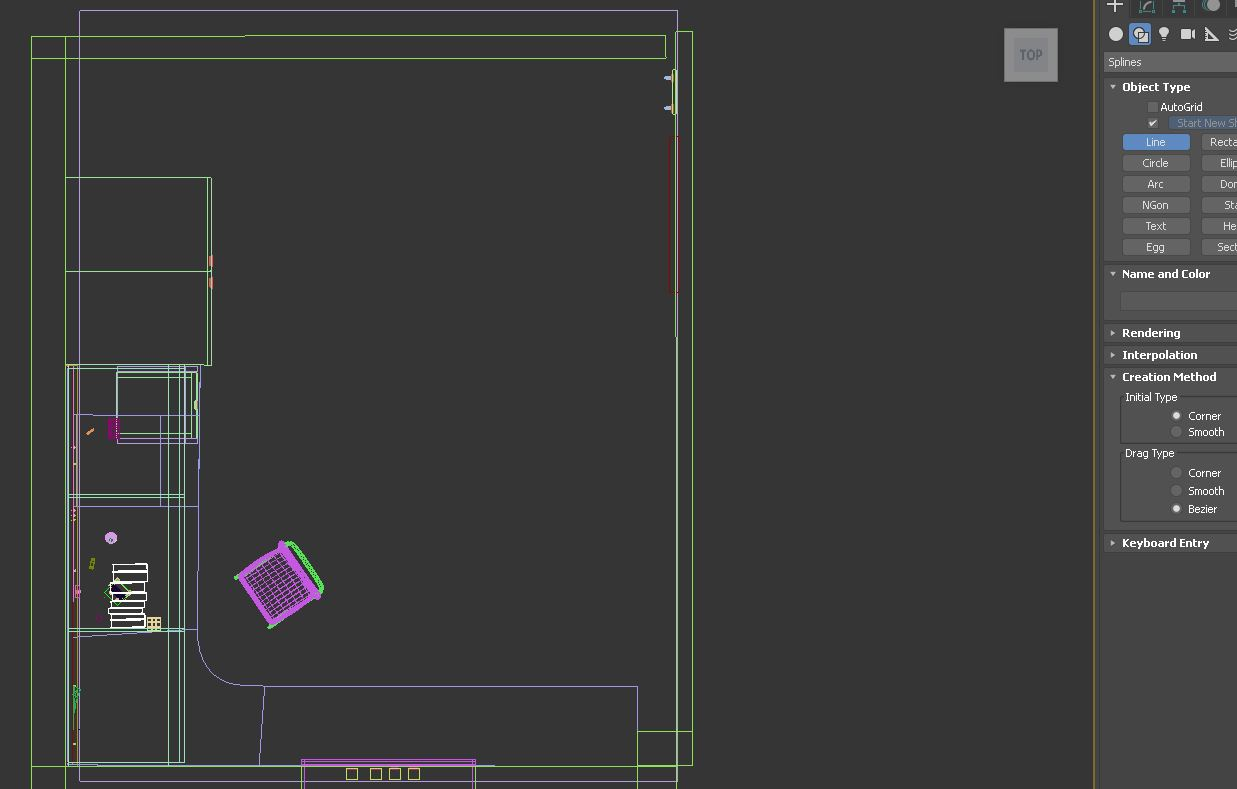 TOP
Splines
Object Type
AutoGrid
Start New Sh
Line
Recta
Circle
Ellip
Arc
Don
NGon
Sta
Text
He
Egg
Sect
Name and Color
Rendering
Interpolation
Creation Method
Initial Type
Corner
Smooth
Drag Type
Corner
Smooth
Bezier
Keyboard Entry